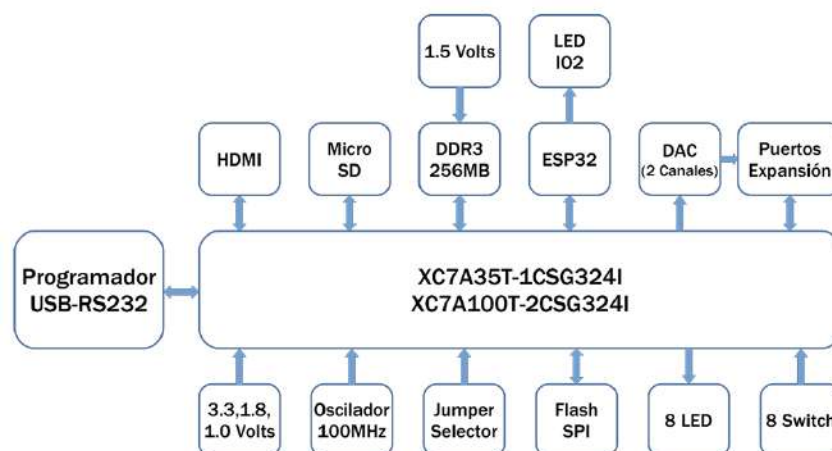 1.5 Volts
LED
IO2
HDMI
Micro
SD
DDR3
256MB
ESP32
DAC
(2 Canales)
Puertos
Expansión
Programador
USB-RS232
XC7A35T-1CSG324I
XC7A100T-2CSG324I
3.3,1.8,
1.0 Volts
Oscilador
100MHz
Jumper
Selector
Flash
SPI
8 LED
8 Switch